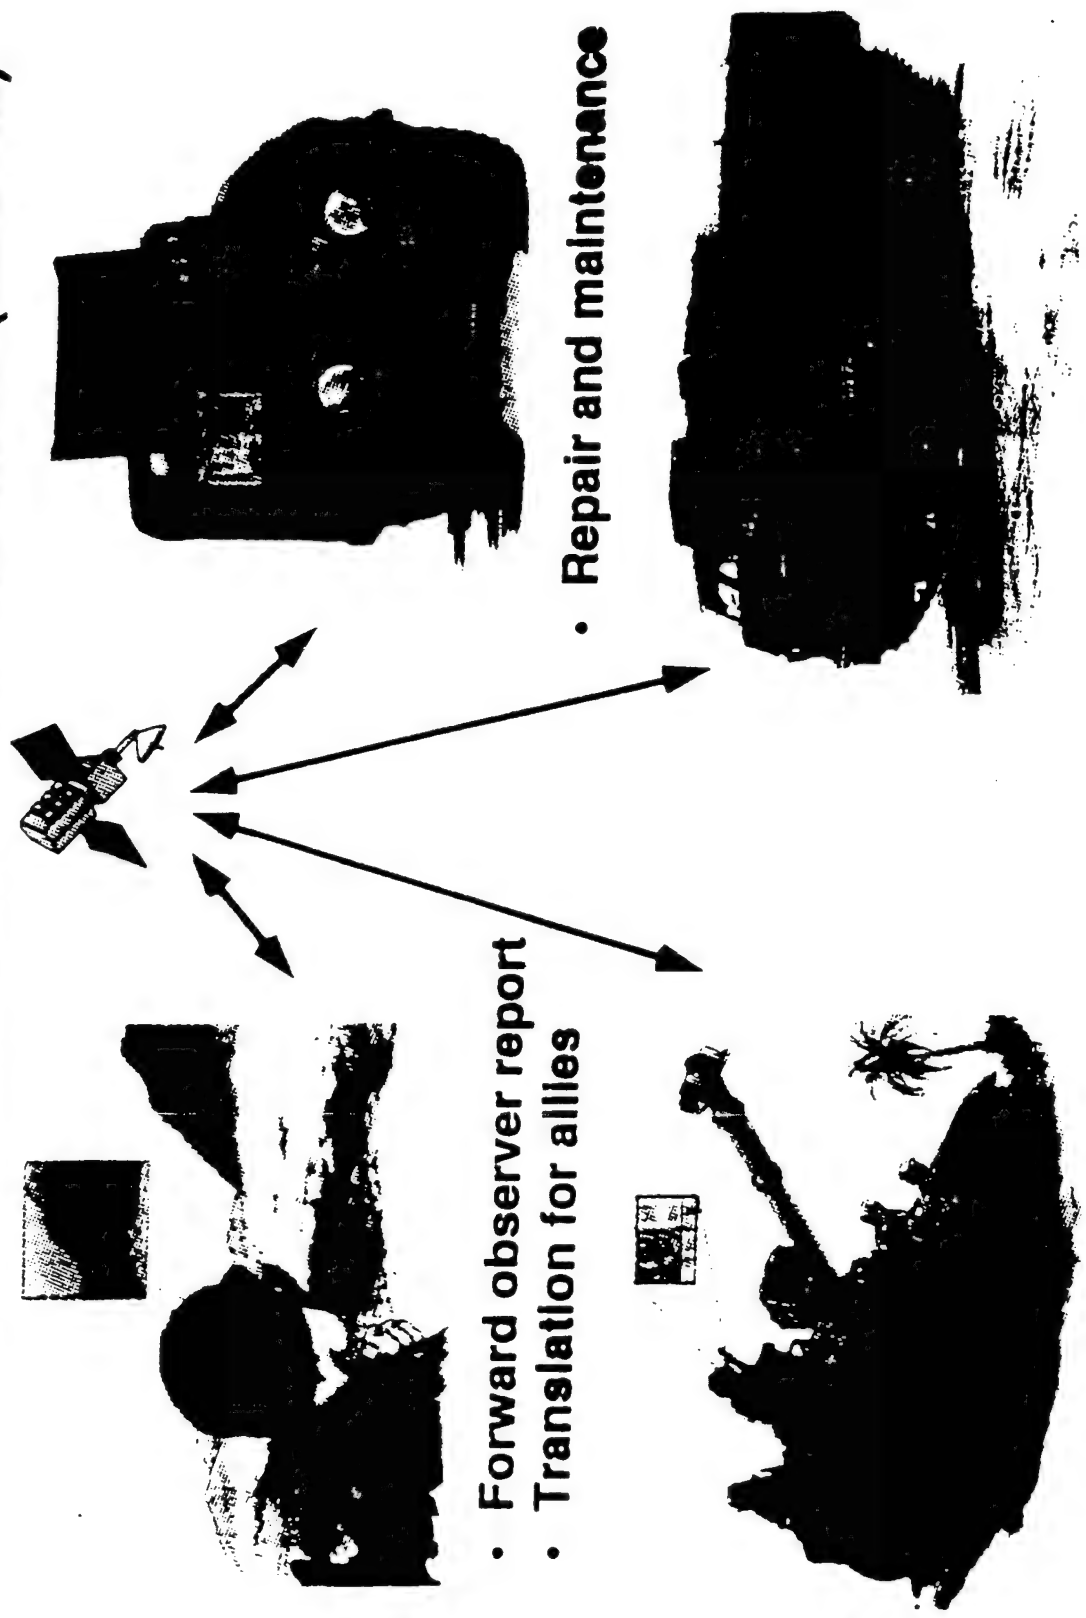 • Forward observer report
• Translation for allies
• Repair and maintenance